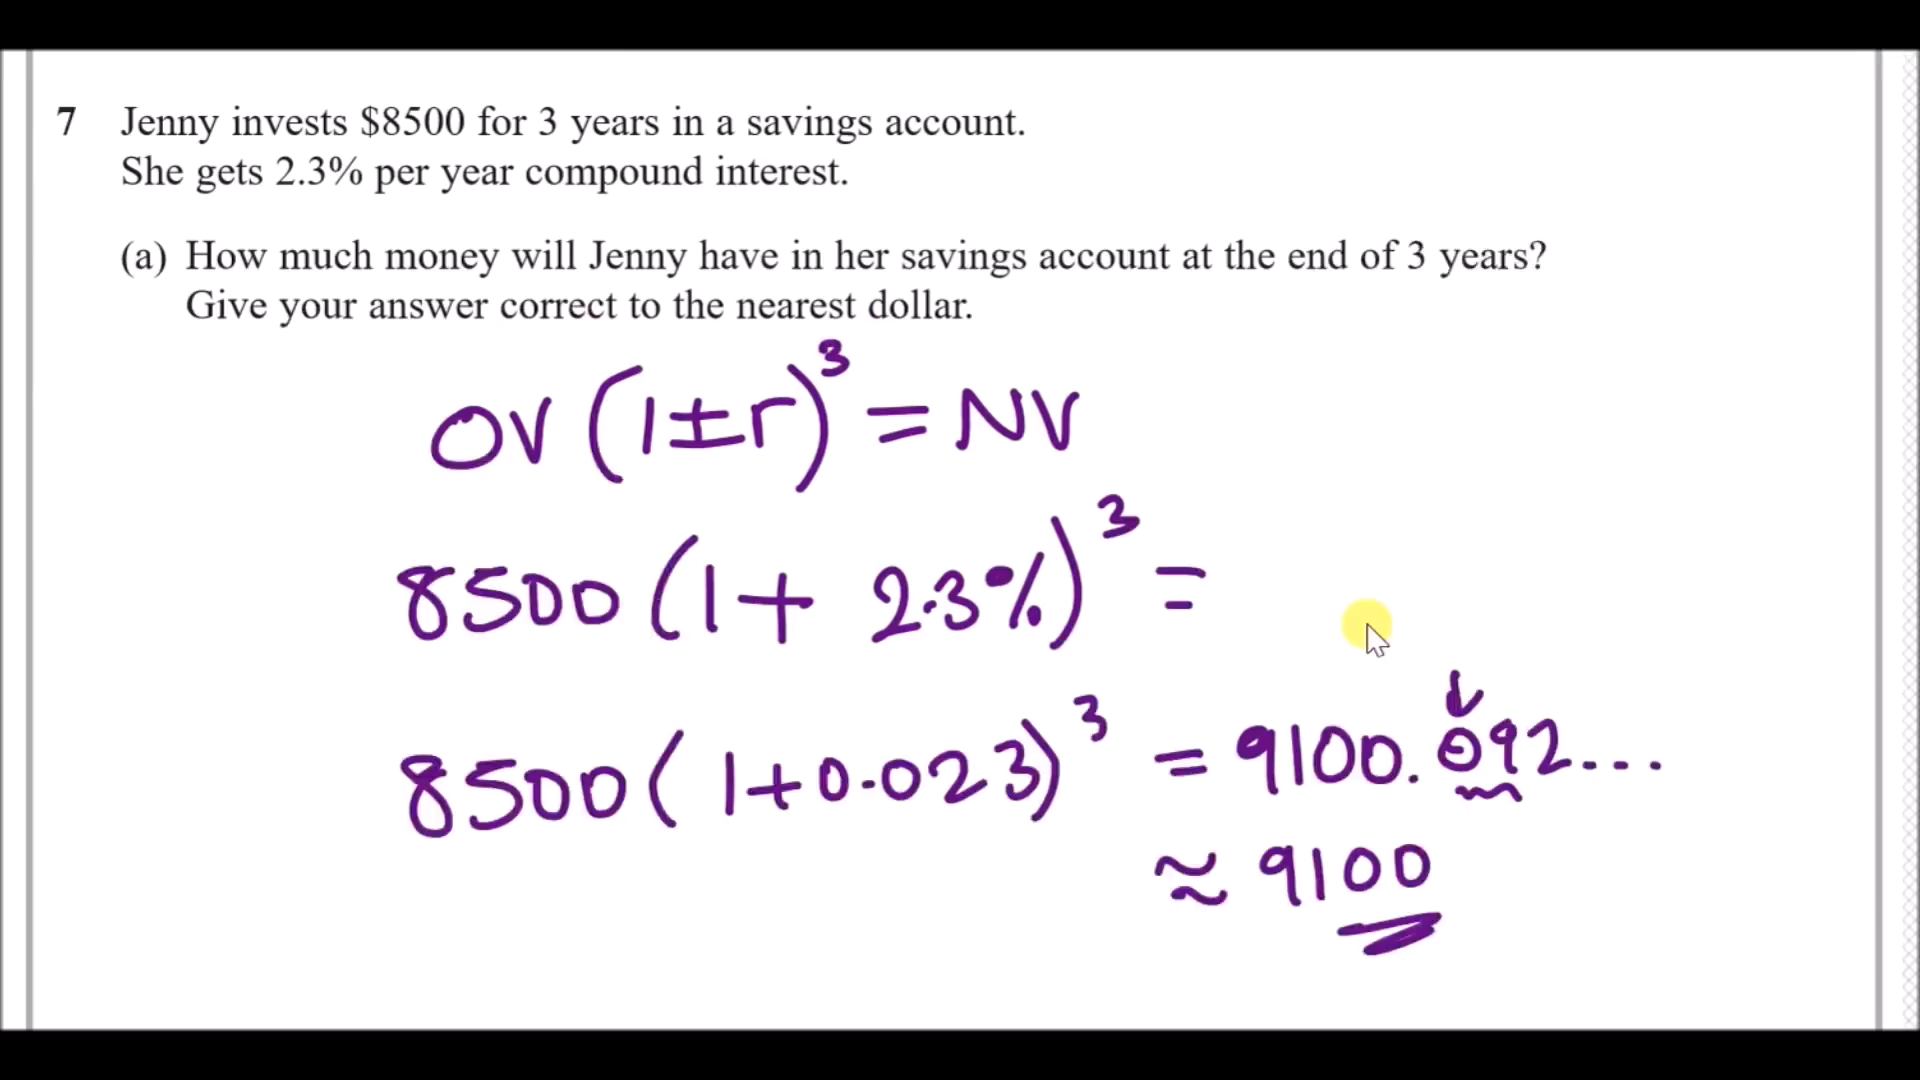 7 Jenny invests $8500 for 3 years in a savings account.
She gets 2.3% per year compound interest.
(a) How much money will Jenny have in her savings account at the end of 3 years?
Give your answer correct to the nearest dollar.
OV (1±r)³ = NV
8500 (1 + 2.3%)³ =
8500 (1+0.023)³ = 9100.092...
≈ 9100